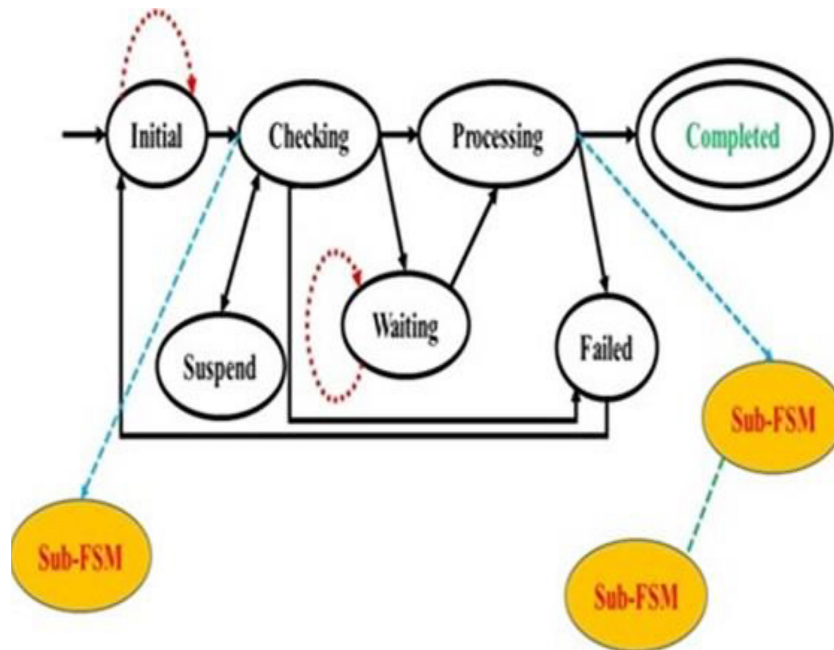 Initial
Checking
Processing
Completed
Suspend
Waiting
Failed
Sub-FSM
Sub-FSM
Sub-FSM